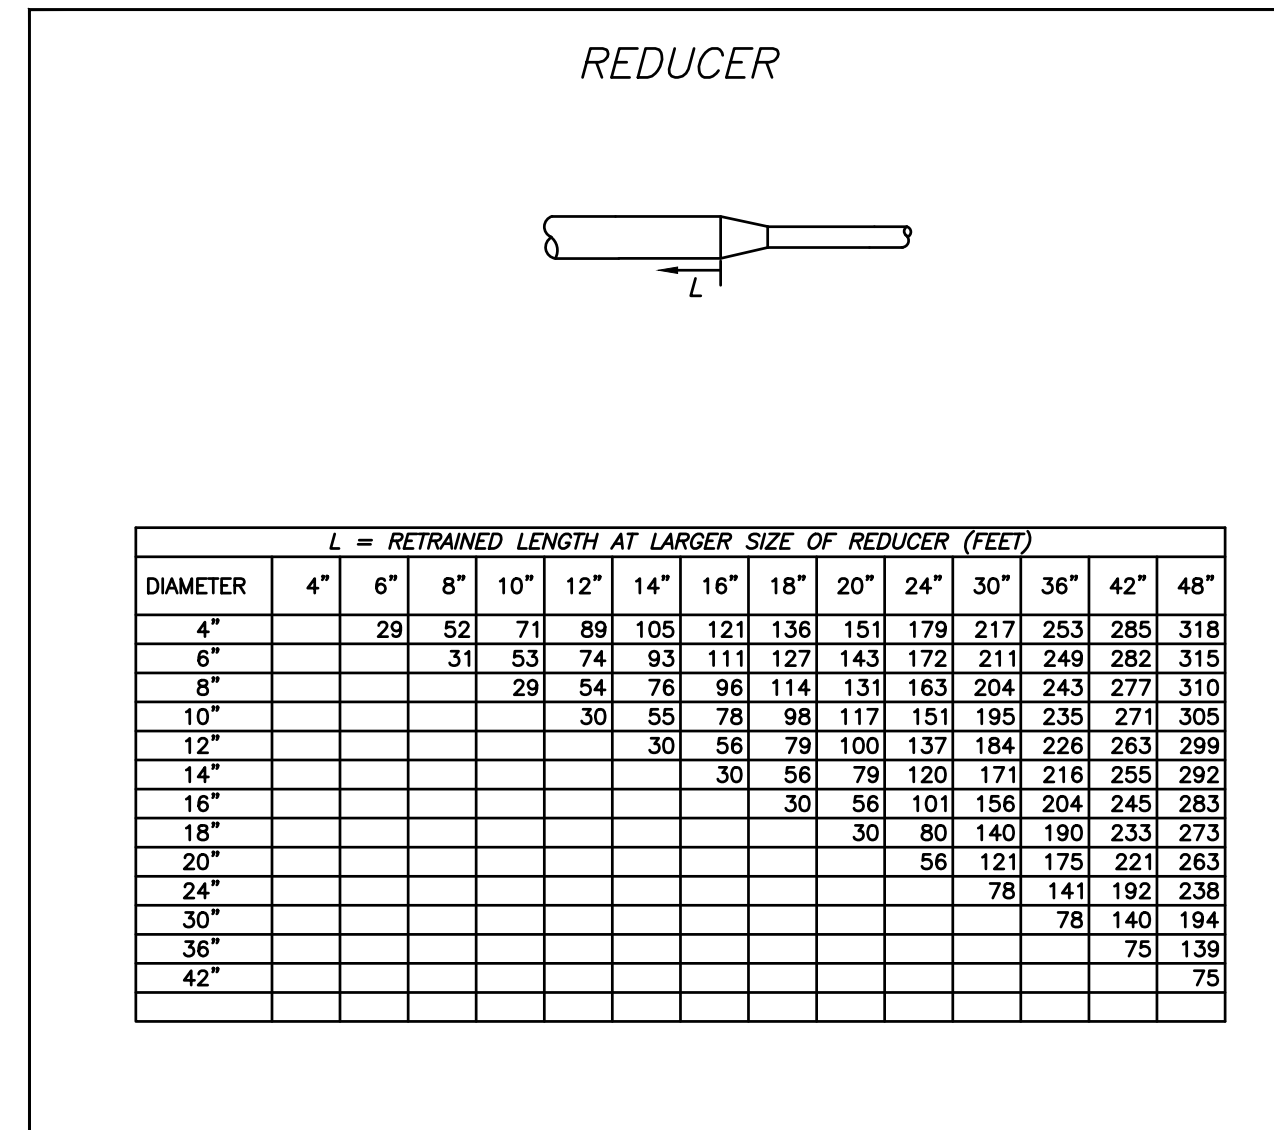 REDUCER
L
L = RETRAINED LENGTH AT LARGER SIZE OF REDUCER (FEET)
DIAMETER 4" 6" 8" 10" 12" 14" 16" 18" 20" 24" 30" 36" 42" 48"
4" 29 52 71 89 105 121 136 151 179 217 253 285 318
6" 31 53 74 93 111 127 143 172 211 249 282 315
8" 29 54 76 96 114 131 163 204 243 277 310
10" 30 55 78 98 117 151 195 235 271 305
12" 30 56 79 100 137 184 226 263 299
14" 30 56 79 120 171 216 255 292
16" 30 56 101 156 204 245 283
18" 30 80 140 190 233 273
20" 56 121 175 221 263
24" 78 141 192 238
30" 78 140 194
36" 75 139
42" 75